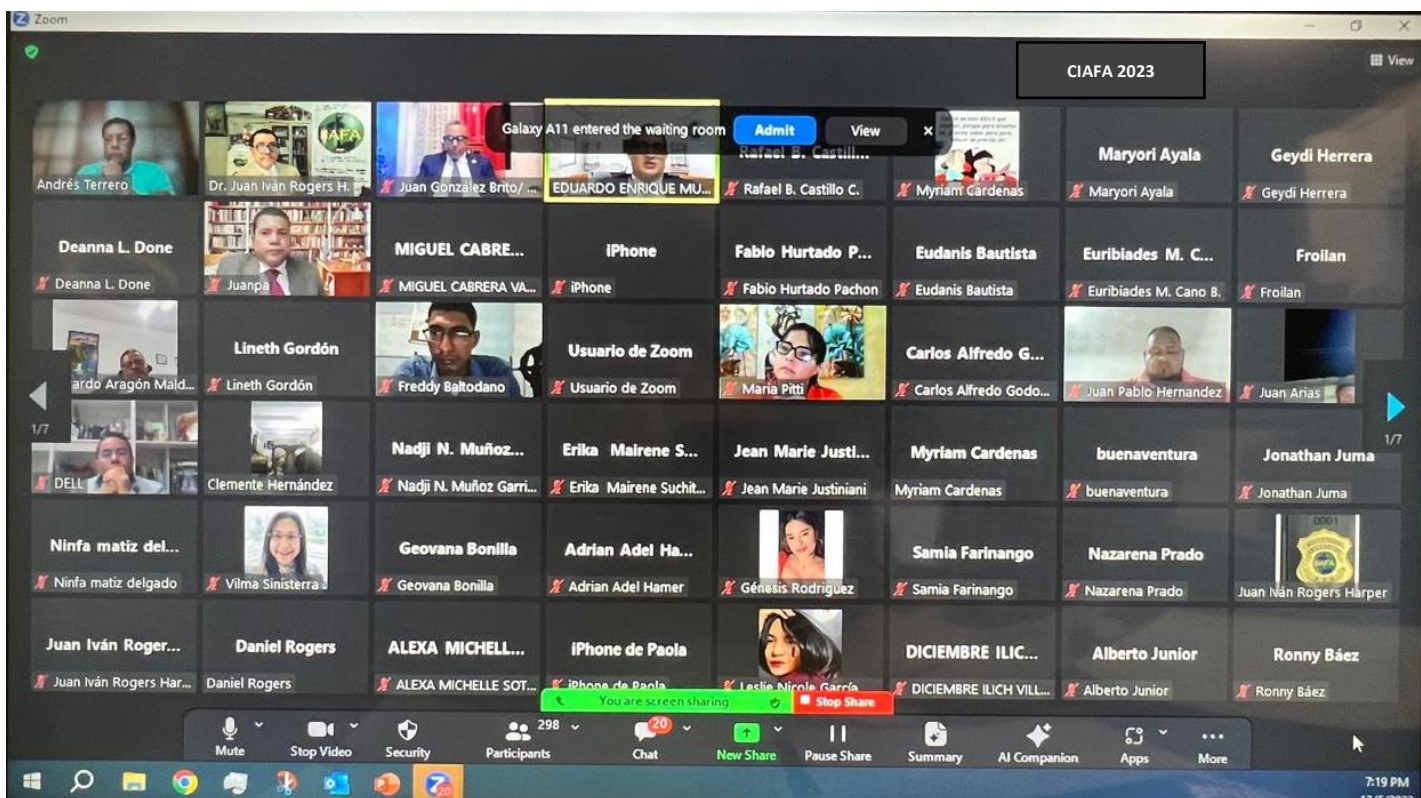 Zoom
CIAFA 2023
View
Galaxy A11 entered the waiting room Admit View ×
Andrés Terrero
IAFA
Dr. Juan Iván Rogers H.
Juan González Brito/ ...
EDUARDO ENRIQUE MU...
Rafael B. Castill...
Rafael B. Castillo C.
Myriam Cardenas
Maryori Ayala
Maryori Ayala
Geydi Herrera
Geydi Herrera
Deanna L. Done
Deanna L. Done
Juanpa
MIGUEL CABRE...
MIGUEL CABRERA VA...
iPhone
iPhone
Fabio Hurtado P...
Fabio Hurtado Pachon
Eudanis Bautista
Eudanis Bautista
Euribiades M. C...
Euribiades M. Cano B.
Froilan
Froilan
ardo Aragón Mald...
Lineth Gordón
Lineth Gordón
Freddy Baltodano
Usuario de Zoom
Usuario de Zoom
Maria Pitti
Carlos Alfredo G...
Carlos Alfredo Godo...
Juan Pablo Hernandez
Juan Arias
1/7
1/7
DELL
Clemente Hernández
Nadji N. Muñoz...
Nadji N. Muñoz Garri...
Erika Mairene S...
Erika Mairene Suchit...
Jean Marie Justi...
Jean Marie Justiniani
Myriam Cardenas
Myriam Cardenas
buenaventura
buenaventura
Jonathan Juma
Jonathan Juma
Ninfa matiz del...
Ninfa matiz delgado
Vilma Sinisterra
Geovana Bonilla
Geovana Bonilla
Adrian Adel Ha...
Adrian Adel Hamer
Génesis Rodriguez
Samia Farinango
Samia Farinango
Nazarena Prado
Nazarena Prado
0001
IAFA
Juan Iván Rogers Harper
Juan Iván Roger...
Juan Iván Rogers Har...
Daniel Rogers
Daniel Rogers
ALEXA MICHELL...
ALEXA MICHELLE SOT...
iPhone de Paola
iPhone de Paola
Leslie Nicole García
DICIEMBRE ILIC...
DICIEMBRE ILICH VILL...
Alberto Junior
Alberto Junior
Ronny Báez
Ronny Báez
You are screen sharing Stop Share
Mute
Stop Video
Security
298
Participants
20
Chat
New Share
Pause Share
Summary
AI Companion
Apps
More
20
7:19 PM